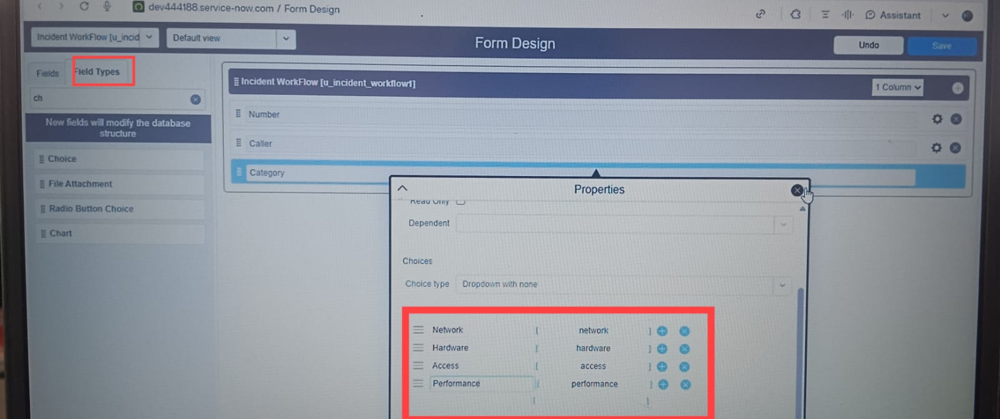 dev444188.service-now.com / Form Design
Assistant
Incident WorkFlow [u_incid
Default view
Form Design
Undo
Save
Fields
Field Types
ch
Incident WorkFlow [u_incident_workflow1]
1 Column
New fields will modify the database
structure
Number
Caller
Category
Choice
File Attachment
Radio Button Choice
Chart
Properties
Read Only
Dependent
Choices
Choice type
Dropdown with none
Network [ network ]
Hardware [ hardware ]
Access [ access ]
Performance [ performance ]
[ ]